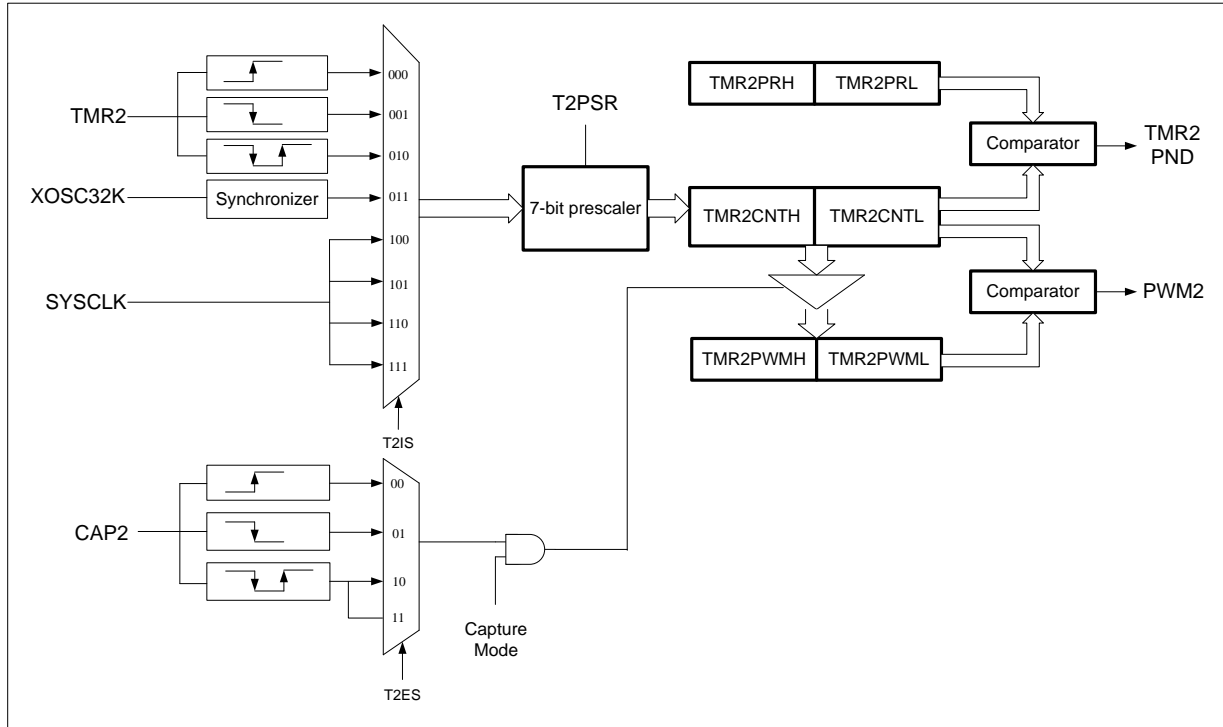 TMR2
XOSC32K
Synchronizer
SYSCLK
000
001
010
011
100
101
110
111
T2IS
T2PSR
7-bit prescaler
TMR2PRH
TMR2PRL
Comparator
TMR2
PND
TMR2CNTH
TMR2CNTL
Comparator
PWM2
TMR2PWMH
TMR2PWML
CAP2
00
01
10
11
T2ES
Capture
Mode